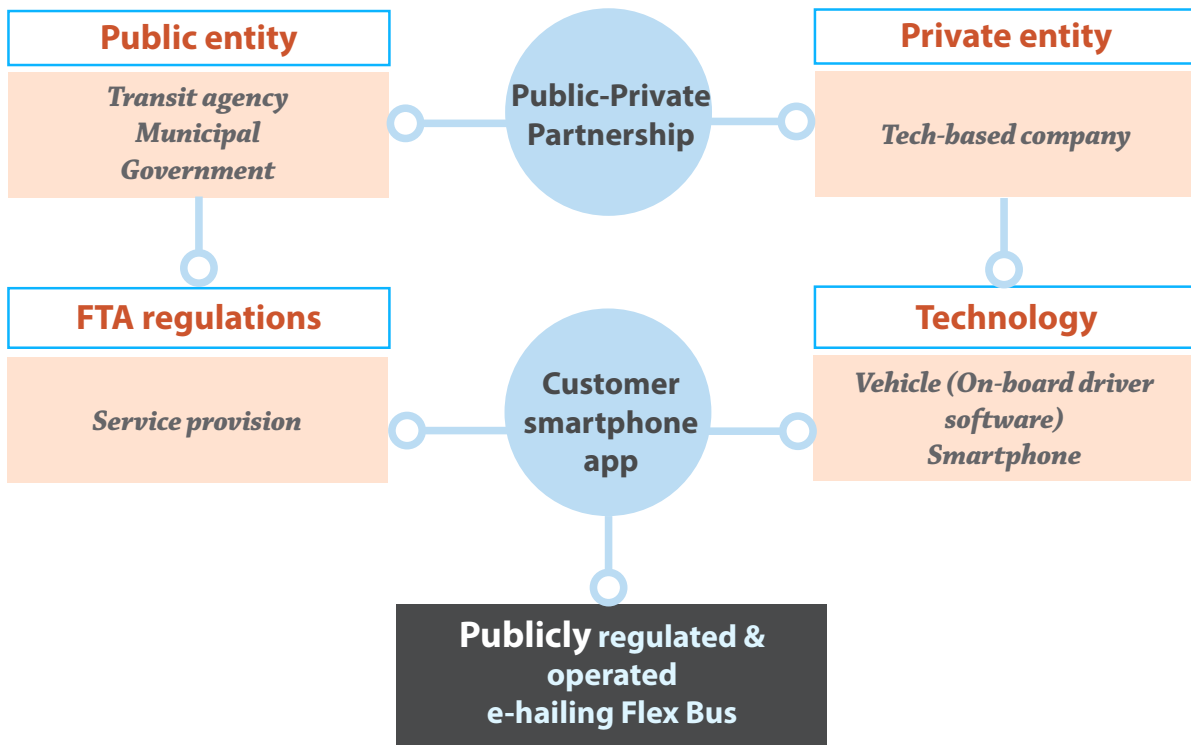 Public entity
Transit agency
Municipal
Government
Public-Private
Partnership
Private entity
Tech-based company
FTA regulations
Service provision
Customer
smartphone
app
Technology
Vehicle (On-board driver
software)
Smartphone
Publicly regulated &
operated
e-hailing Flex Bus